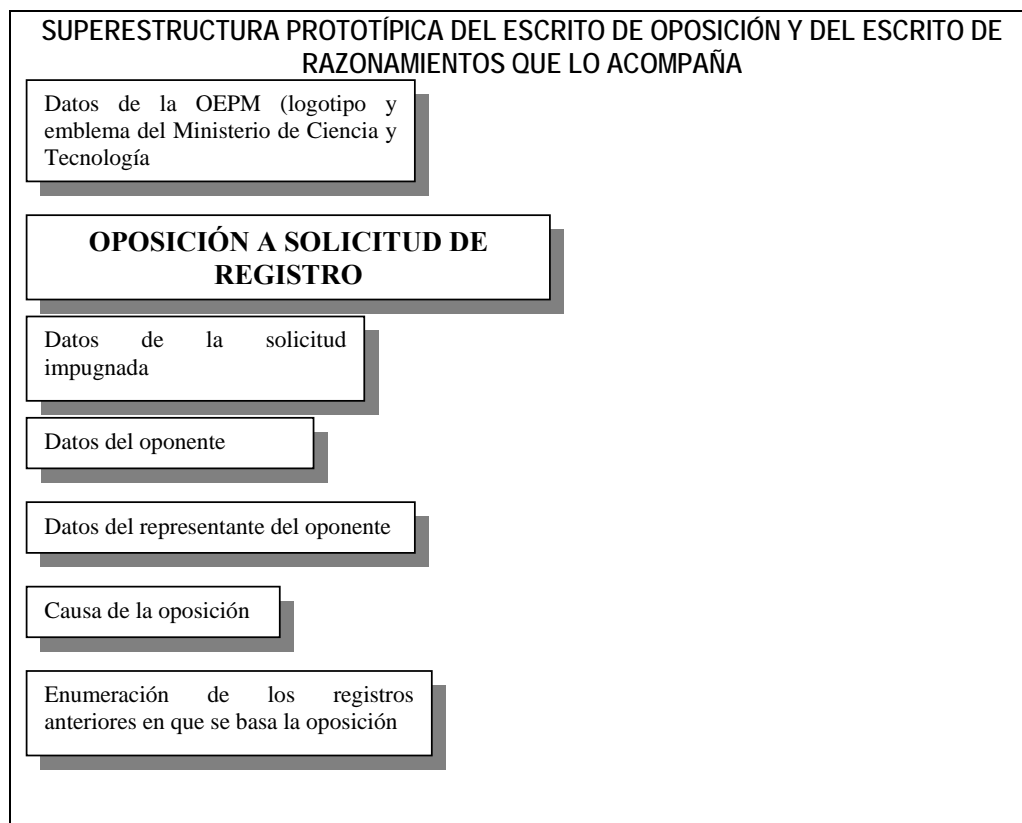 SUPERESTRUCTURA PROTOTÍPICA DEL ESCRITO DE OPOSICIÓN Y DEL ESCRITO DE
RAZONAMIENTOS QUE LO ACOMPAÑA
Datos de la OEPM (logotipo y
emblema del Ministerio de Ciencia y
Tecnología
OPOSICIÓN A SOLICITUD DE
REGISTRO
Datos de la solicitud
impugnada
Datos del oponente
Datos del representante del oponente
Causa de la oposición
Enumeración de los registros
anteriores en que se basa la oposición